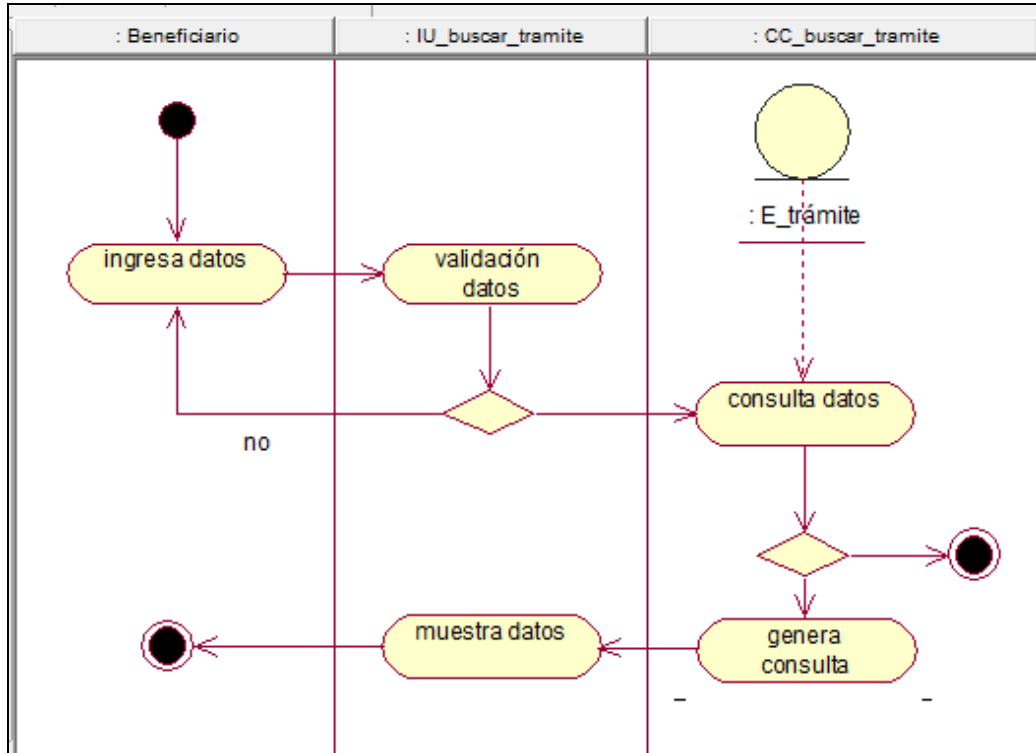 : Beneficiario
: IU_buscar_tramite
: CC_buscar_tramite
: E_trámite
ingresa datos
validación
datos
consulta datos
no
muestra datos
genera
consulta